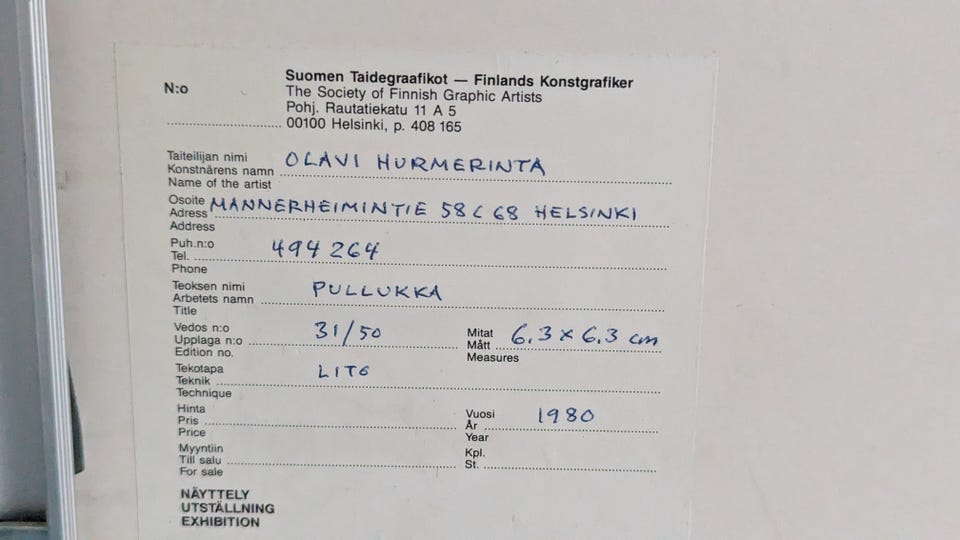 N:o
Suomen Taidegraafikot — Finlands Konstgrafiker
The Society of Finnish Graphic Artists
Pohj. Rautatiekatu 11 A 5
00100 Helsinki, p. 408 165
Taiteilijan nimi
Konstnärens namn OLAVI HURMERINTA
Name of the artist
Osoite
Adress MANNERHEIMINTIE 58 C 68 HELSINKI
Address
Puh.n:o
Tel. 494 264
Phone
Teoksen nimi
Arbetets namn PULLUKKA
Title
Vedos n:o
Upplaga n:o 31/50
Edition no.
Mitat
Mått 6.3 x 6.3 cm
Measures
Tekotapa
Teknik LITO
Technique
Hinta
Pris
Price
Vuosi
År 1980
Year
Myyntiin
Till salu
For sale
Kpl.
St.
NÄYTTELY
UTSTÄLLNING
EXHIBITION